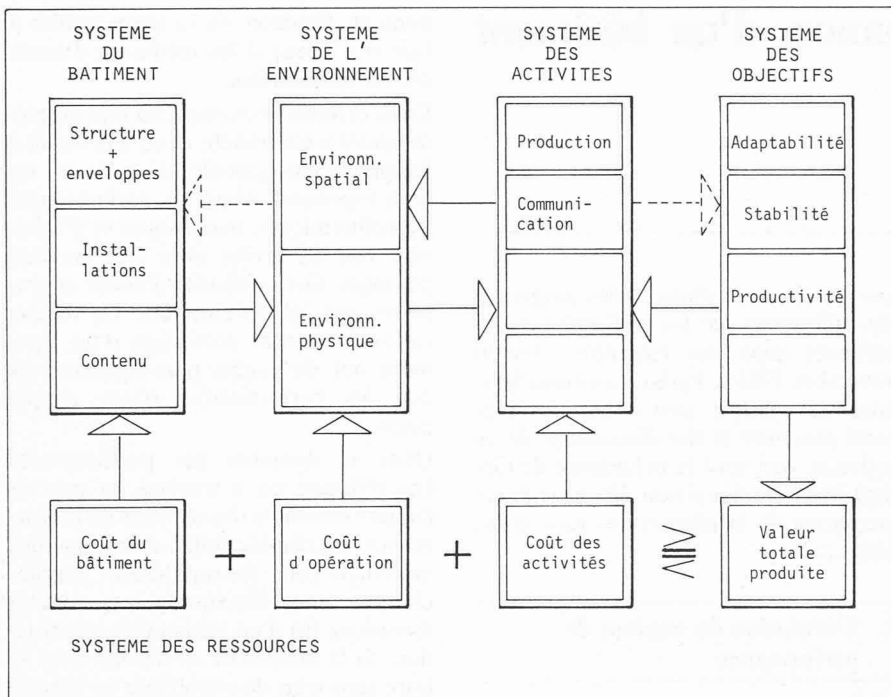 SYSTEME
DU
BATIMENT
SYSTEME
DE L'
ENVIRONNEMENT
SYSTEME
DES
ACTIVITES
SYSTEME
DES
OBJECTIFS
Structure
+
enveloppes
Instal-
lations
Contenu
Environn.
spatial
Environn.
physique
Production
Communi-
cation
Adaptabilité
Stabilité
Productivité
Coût du
bâtiment
+
Coût
d'opération
+
Coût des
activités
⋚
Valeur
totale
produite
SYSTEME DES RESSOURCES